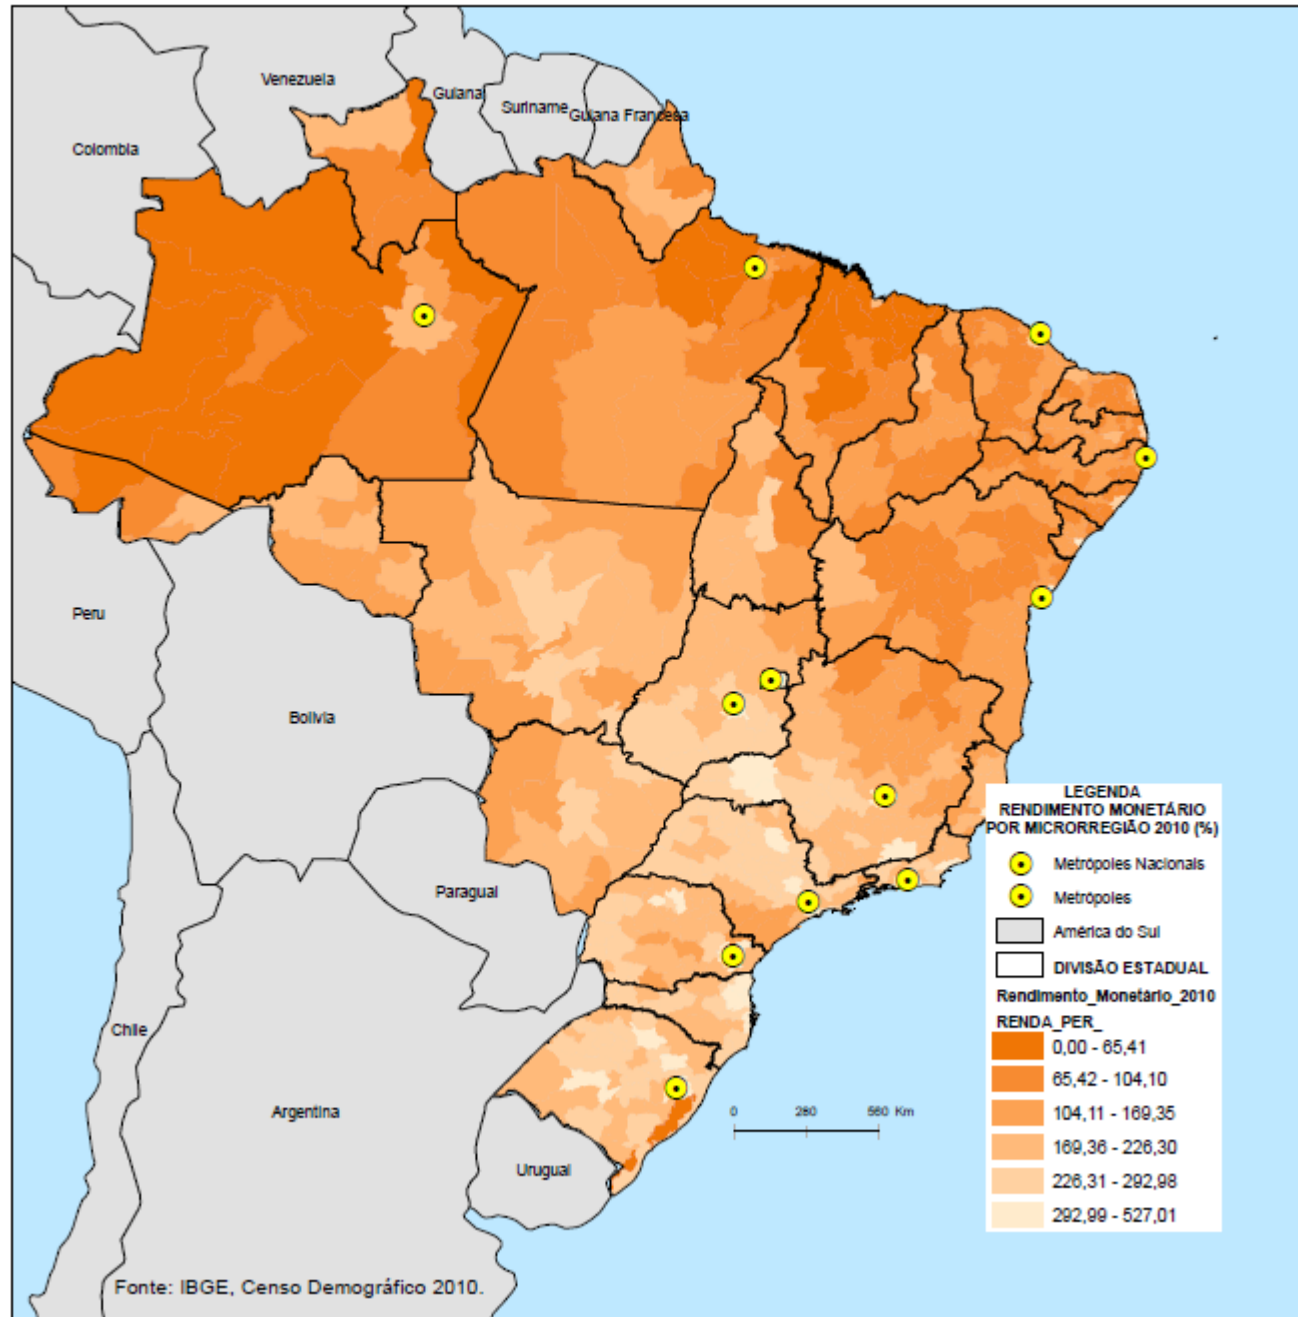 Venezuela
Guiana
Suriname
Guiana Francesa
Colombia
Peru
Bolivia
Paraguai
Chile
Argentina
Uruguai
LEGENDA
RENDIMENTO MONETÁRIO
POR MICRORREGIÃO 2010 (%)
Metrópoles Nacionais
Metrópoles
América do Sul
DIVISÃO ESTADUAL
Rendimento_Monetário_2010
RENDA_PER_
0,00 - 65,41
65,42 - 104,10
104,11 - 169,35
169,36 - 226,30
226,31 - 292,98
292,99 - 527,01
0 280 560 Km
Fonte: IBGE, Censo Demográfico 2010.